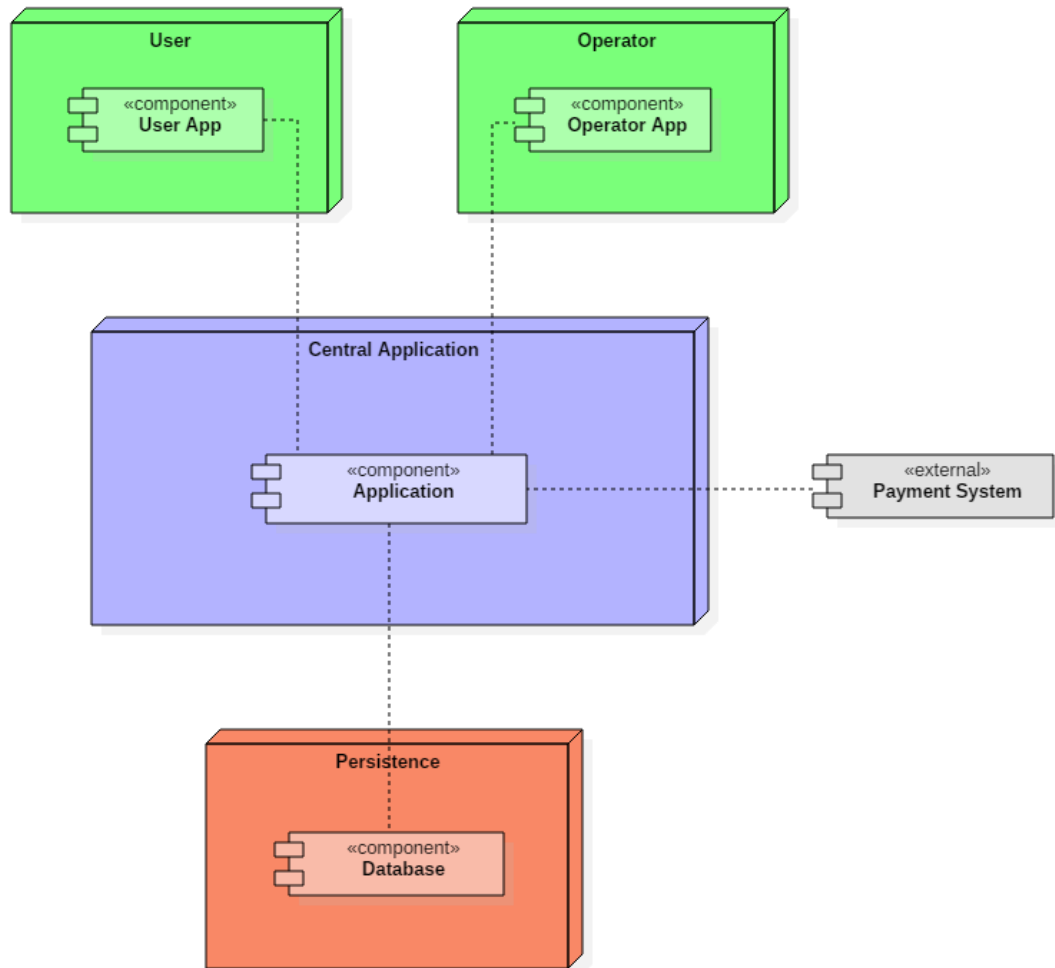 User
«component»
User App
Operator
«component»
Operator App
Central Application
«component»
Application
«external»
Payment System
Persistence
«component»
Database